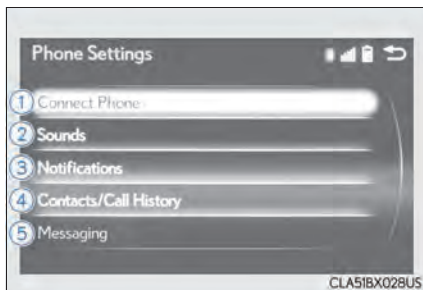 Phone Settings
1 Connect Phone
2 Sounds
3 Notifications
4 Contacts/Call History
5 Messaging
CLA51BX028US